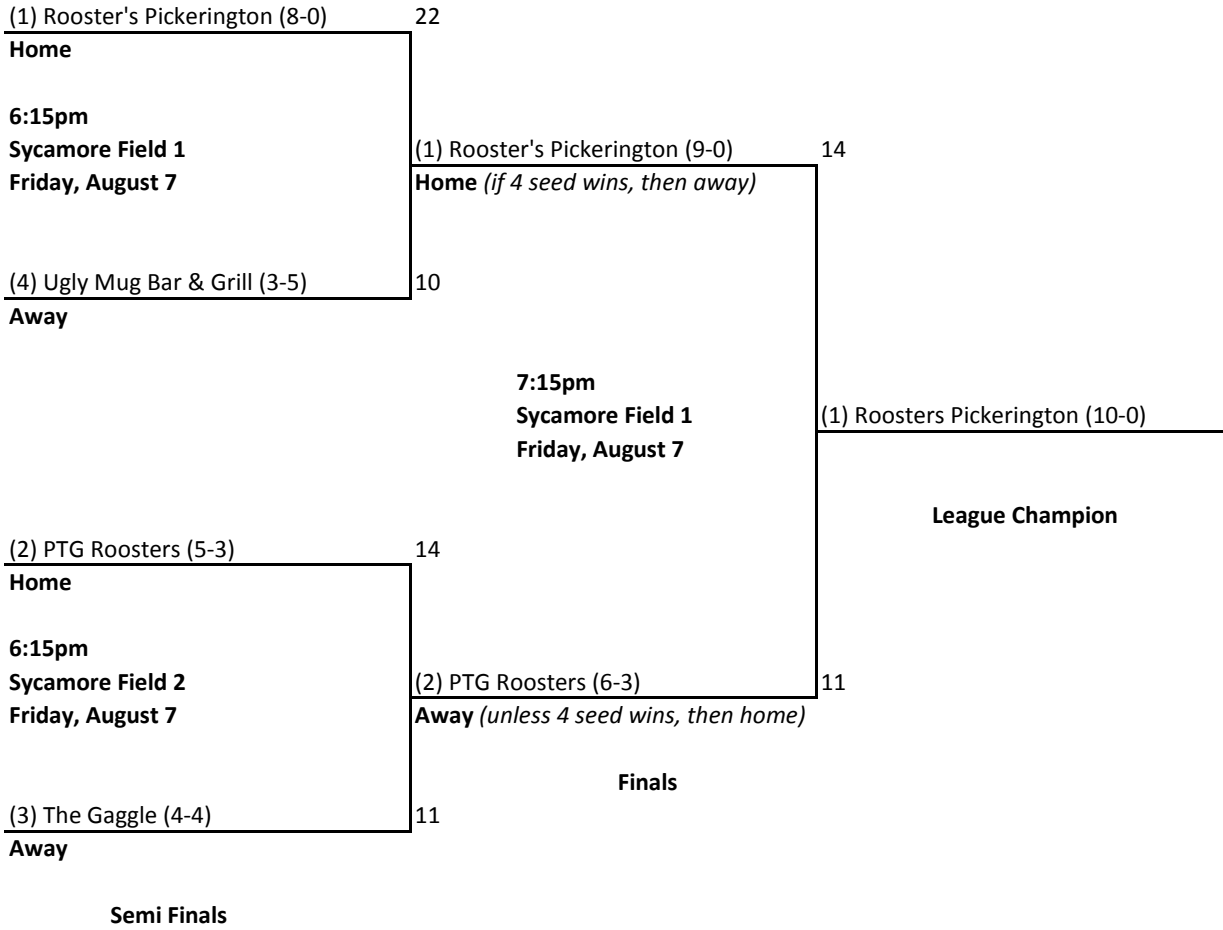 (1) Rooster's Pickerington (8-0) 22
Home
6:15pm
Sycamore Field 1
Friday, August 7
(1) Rooster's Pickerington (9-0) 14
Home (if 4 seed wins, then away)
(4) Ugly Mug Bar & Grill (3-5) 10
Away
7:15pm
Sycamore Field 1
Friday, August 7
(1) Roosters Pickerington (10-0)
League Champion
(2) PTG Roosters (5-3) 14
Home
6:15pm
Sycamore Field 2
Friday, August 7
(2) PTG Roosters (6-3) 11
Away (unless 4 seed wins, then home)
Finals
(3) The Gaggle (4-4) 11
Away
Semi Finals